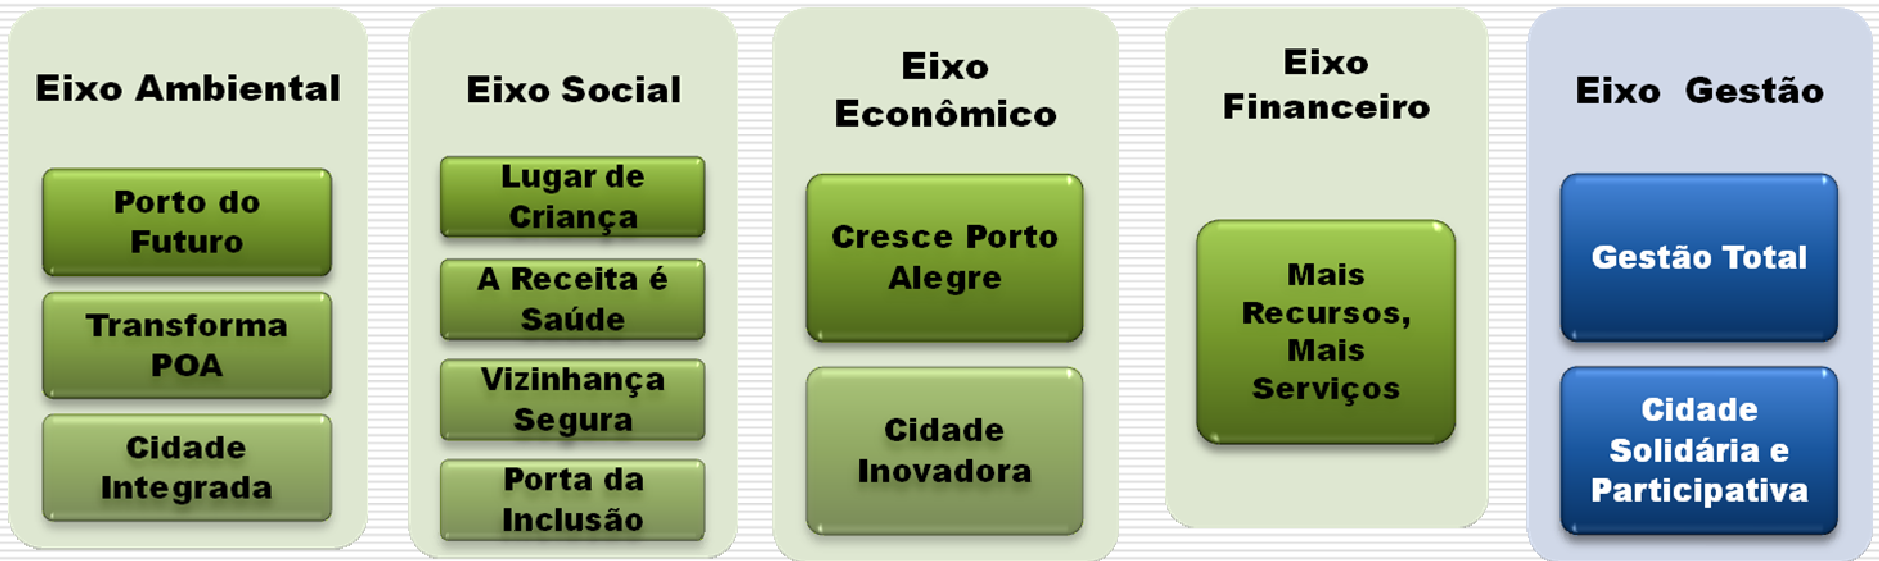 Eixo Ambiental
Porto do
Futuro
Transforma
POA
Cidade
Integrada
Eixo Social
Lugar de
Criança
A Receita é
Saúde
Vizinhança
Segura
Porta da
Inclusão
Eixo
Econômico
Cresce Porto
Alegre
Cidade
Inovadora
Eixo
Financeiro
Mais
Recursos,
Mais
Serviços
Eixo Gestão
Gestão Total
Cidade
Solidária e
Participativa